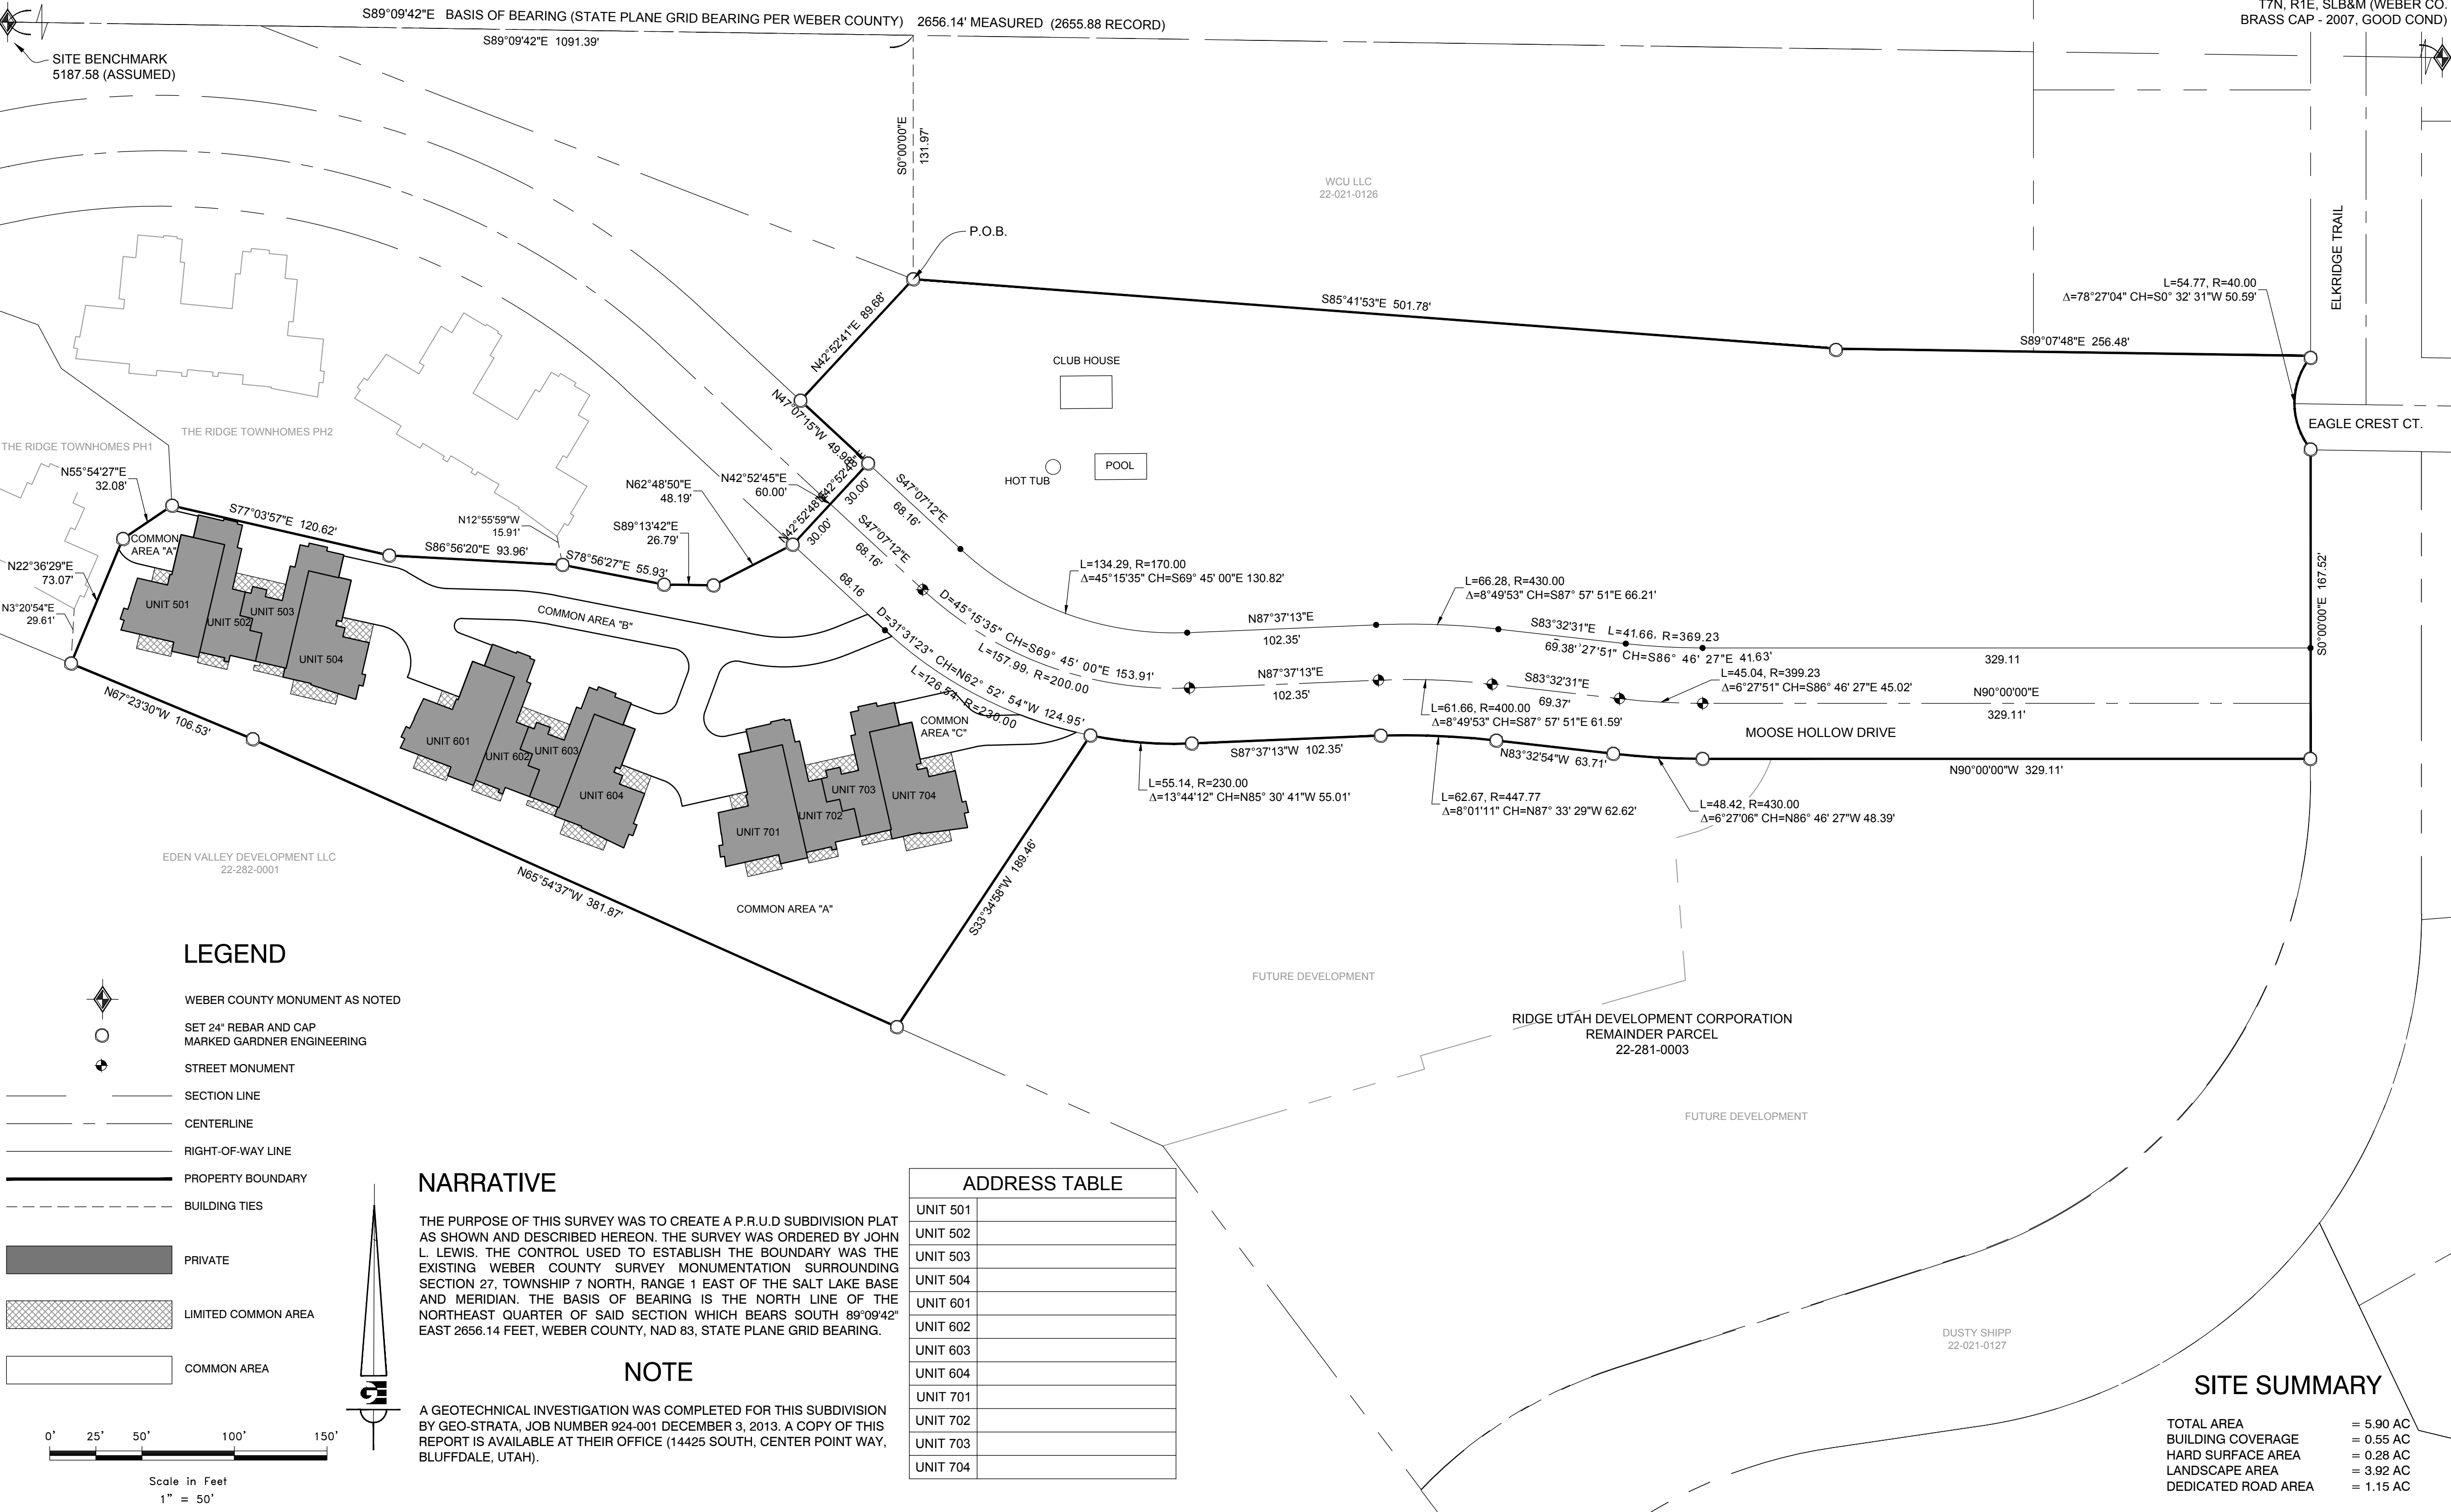 S89°09'42"E   BASIS OF BEARING (STATE PLANE GRID BEARING PER WEBER COUNTY)   2656.14' MEASURED  (2655.88 RECORD)
S89°09'42"E  1091.39'
T7N, R1E, SLB&M (WEBER CO.
BRASS CAP - 2007, GOOD COND)
SITE BENCHMARK
5187.58 (ASSUMED)
S0°00'00"E
131.97'
WCU LLC
22-021-0126
P.O.B.
ELKRIDGE TRAIL
L=54.77, R=40.00
Δ=78°27'04" CH=S0° 32' 31"W 50.59'
S85°41'53"E  501.78'
S89°07'48"E  256.48'
N42°52'41"E  89.68'
CLUB HOUSE
EAGLE CREST CT.
N47°07'15"W  49.98'
THE RIDGE TOWNHOMES PH2
THE RIDGE TOWNHOMES PH1
N55°54'27"E
32.08'
POOL
HOT TUB
N42°52'45"E
60.00'
N62°48'50"E
48.19'
N42°52'48"E
30.00'
N42°52'48"E
30.00'
S47°07'12"E
68.16'
S77°03'57"E  120.62'
N12°55'59"W
15.91'
S89°13'42"E
26.79'
S47°07'12"E
68.16'
COMMON
AREA "A"
S86°56'20"E  93.96'
S78°56'27"E  55.93'
N22°36'29"E
73.07'
68.16
L=134.29, R=170.00
Δ=45°15'35" CH=S69° 45' 00"E 130.82'
L=66.28, R=430.00
Δ=8°49'53" CH=S87° 57' 51"E 66.21'
S0°00'00"E  167.52'
N3°20'54"E
29.61'
UNIT 501
UNIT 502
UNIT 503
UNIT 504
COMMON AREA "B"
D=45°15'35" CH=S69° 45' 00"E 153.91'
L=157.99, R=200.00
D=31°31'23" CH=N62° 52' 54"W 124.95'
L=126.54, R=230.00
N87°37'13"E
102.35'
S83°32'31"E
69.38'
L=41.66, R=369.23
27'51" CH=S86° 46' 27"E 41.63'
329.11
N87°37'13"E
102.35'
S83°32'31"E
69.37'
L=45.04, R=399.23
Δ=6°27'51" CH=S86° 46' 27"E 45.02'
N90°00'00"E
329.11'
L=61.66, R=400.00
Δ=8°49'53" CH=S87° 57' 51"E 61.59'
MOOSE HOLLOW DRIVE
N67°23'30"W  106.53'
UNIT 601
UNIT 602
UNIT 603
UNIT 604
COMMON
AREA "C"
S87°37'13"W  102.35'
N83°32'54"W  63.71'
N90°00'00"W  329.11'
L=55.14, R=230.00
Δ=13°44'12" CH=N85° 30' 41"W 55.01'
L=62.67, R=447.77
Δ=8°01'11" CH=N87° 33' 29"W 62.62'
L=48.42, R=430.00
Δ=6°27'06" CH=N86° 46' 27"W 48.39'
UNIT 701
UNIT 702
UNIT 703
UNIT 704
EDEN VALLEY DEVELOPMENT LLC
22-282-0001
N65°54'37"W  381.87'
COMMON AREA "A"
S33°34'58"W  189.46'
FUTURE DEVELOPMENT
RIDGE UTAH DEVELOPMENT CORPORATION
REMAINDER PARCEL
22-281-0003
FUTURE DEVELOPMENT
DUSTY SHIPP
22-021-0127
LEGEND
WEBER COUNTY MONUMENT AS NOTED
SET 24" REBAR AND CAP
MARKED GARDNER ENGINEERING
STREET MONUMENT
SECTION LINE
CENTERLINE
RIGHT-OF-WAY LINE
PROPERTY BOUNDARY
BUILDING TIES
PRIVATE
LIMITED COMMON AREA
COMMON AREA
0'  25'  50'  100'  150'
Scale in Feet
1" = 50'
NARRATIVE
THE PURPOSE OF THIS SURVEY WAS TO CREATE A P.R.U.D SUBDIVISION PLAT
AS SHOWN AND DESCRIBED HEREON. THE SURVEY WAS ORDERED BY JOHN
L. LEWIS. THE CONTROL USED TO ESTABLISH THE BOUNDARY WAS THE
EXISTING WEBER COUNTY SURVEY MONUMENTATION SURROUNDING
SECTION 27, TOWNSHIP 7 NORTH, RANGE 1 EAST OF THE SALT LAKE BASE
AND MERIDIAN. THE BASIS OF BEARING IS THE NORTH LINE OF THE
NORTHEAST QUARTER OF SAID SECTION WHICH BEARS SOUTH 89°09'42"
EAST 2656.14 FEET, WEBER COUNTY, NAD 83, STATE PLANE GRID BEARING.
NOTE
A GEOTECHNICAL INVESTIGATION WAS COMPLETED FOR THIS SUBDIVISION
BY GEO-STRATA, JOB NUMBER 924-001 DECEMBER 3, 2013. A COPY OF THIS
REPORT IS AVAILABLE AT THEIR OFFICE (14425 SOUTH, CENTER POINT WAY,
BLUFFDALE, UTAH).
ADDRESS TABLE
UNIT 501
UNIT 502
UNIT 503
UNIT 504
UNIT 601
UNIT 602
UNIT 603
UNIT 604
UNIT 701
UNIT 702
UNIT 703
UNIT 704
SITE SUMMARY
TOTAL AREA = 5.90 AC
BUILDING COVERAGE = 0.55 AC
HARD SURFACE AREA = 0.28 AC
LANDSCAPE AREA = 3.92 AC
DEDICATED ROAD AREA = 1.15 AC